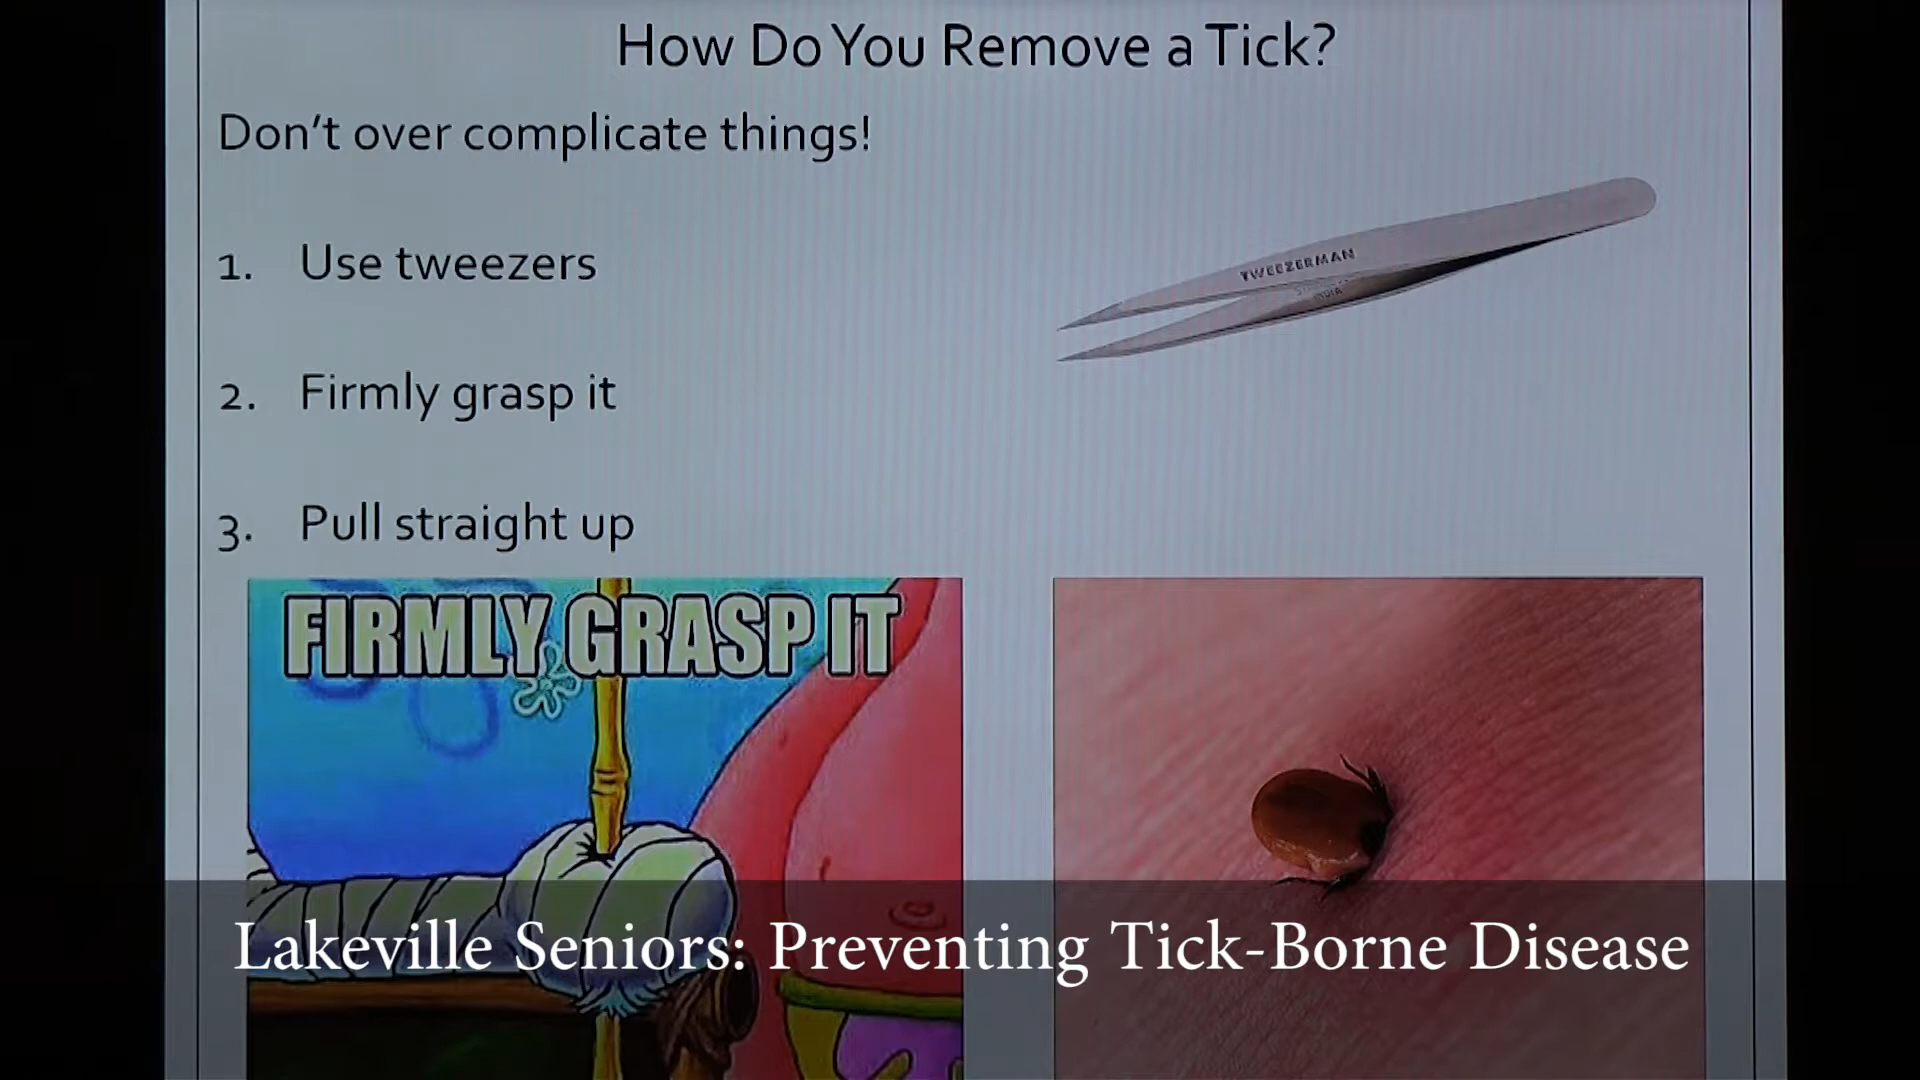 How Do You Remove a Tick?
Don't over complicate things!
1. Use tweezers
TWEEZERMAN
INDIA
2. Firmly grasp it
3. Pull straight up
FIRMLY GRASP IT
Lakeville Seniors: Preventing Tick-Borne Disease